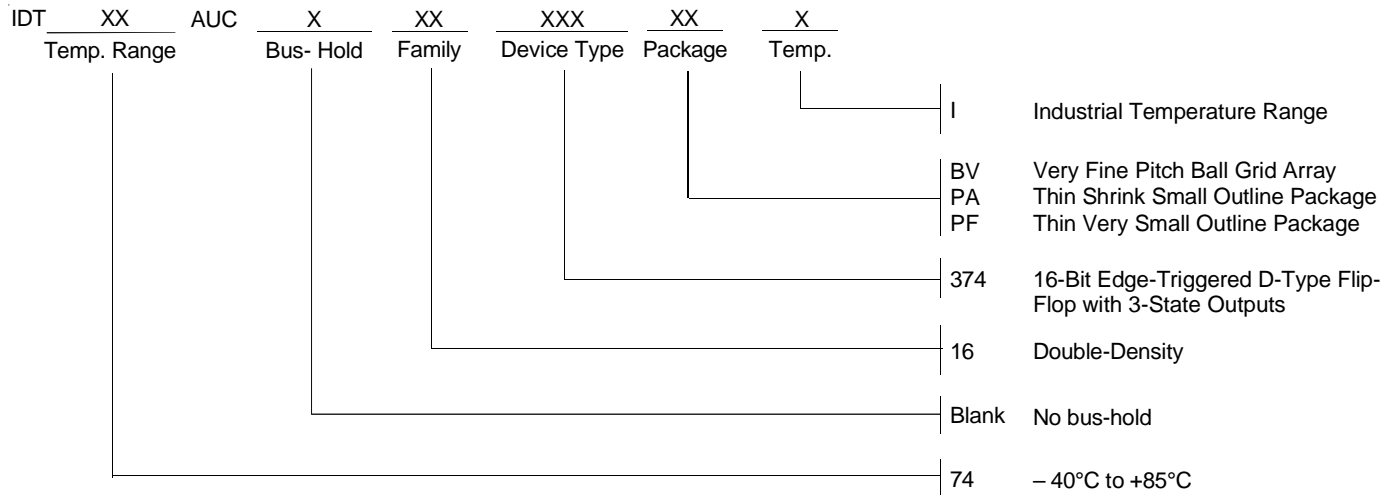 IDT XX AUC X XX XXX XX X
Temp. Range Bus- Hold Family Device Type Package Temp.
I Industrial Temperature Range
BV Very Fine Pitch Ball Grid Array
PA Thin Shrink Small Outline Package
PF Thin Very Small Outline Package
374 16-Bit Edge-Triggered D-Type Flip-
Flop with 3-State Outputs
16 Double-Density
Blank No bus-hold
74 – 40°C to +85°C